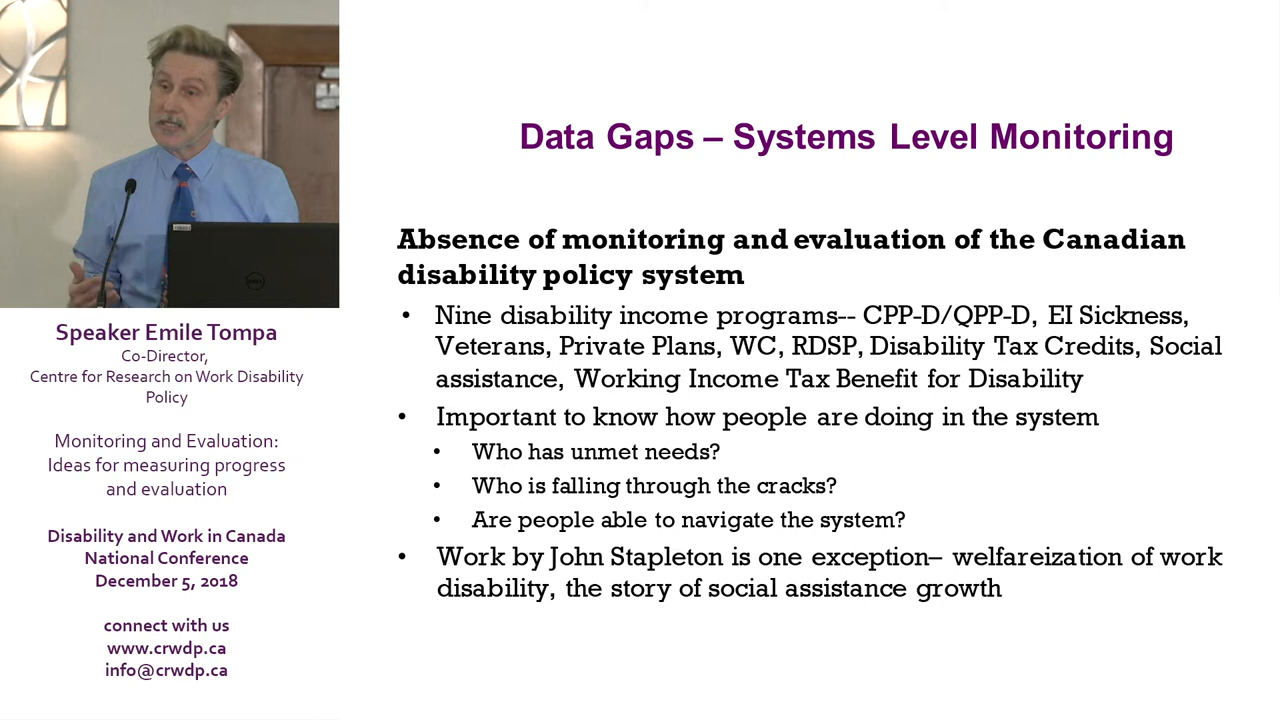 Data Gaps – Systems Level Monitoring
Absence of monitoring and evaluation of the Canadian
disability policy system
• Nine disability income programs-- CPP-D/QPP-D, EI Sickness,
Veterans, Private Plans, WC, RDSP, Disability Tax Credits, Social
assistance, Working Income Tax Benefit for Disability
• Important to know how people are doing in the system
• Who has unmet needs?
• Who is falling through the cracks?
• Are people able to navigate the system?
• Work by John Stapleton is one exception– welfareization of work
disability, the story of social assistance growth
DELL
Speaker Emile Tompa
Co-Director,
Centre for Research on Work Disability
Policy
Monitoring and Evaluation:
Ideas for measuring progress
and evaluation
Disability and Work in Canada
National Conference
December 5, 2018
connect with us
www.crwdp.ca
info@crwdp.ca